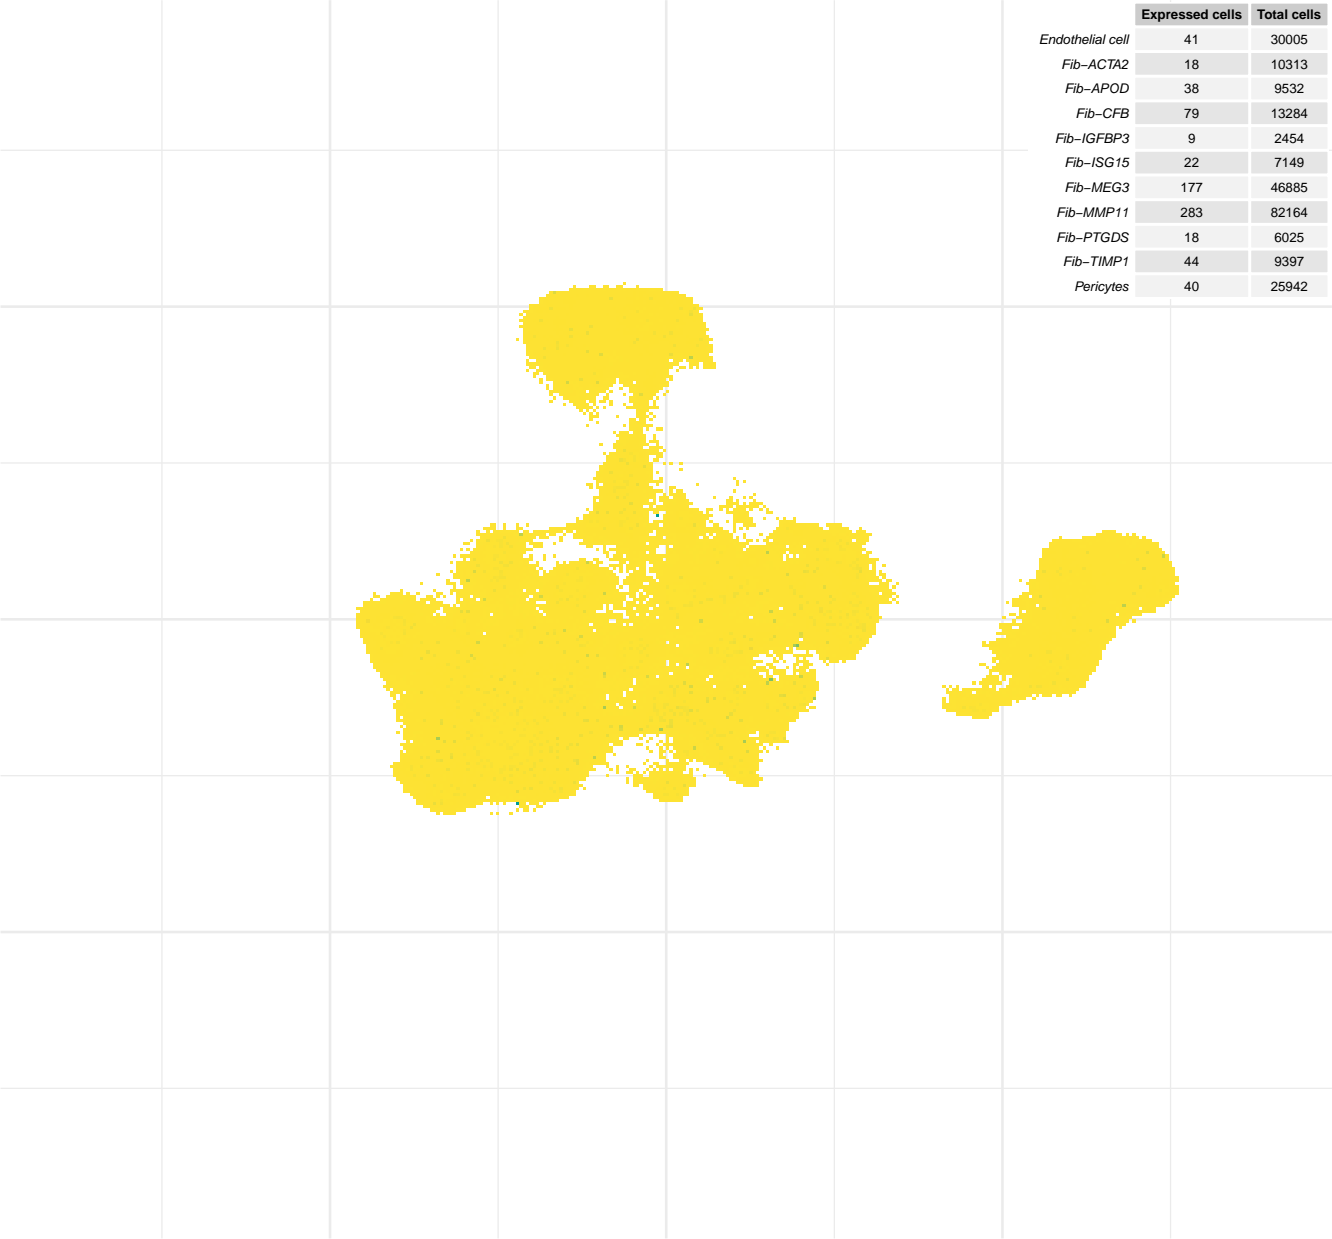 Expressed cells Total cells
Endothelial cell 41 30005
Fib−ACTA2 18 10313
Fib−APOD 38 9532
Fib−CFB 79 13284
Fib−IGFBP3 9 2454
Fib−ISG15 22 7149
Fib−MEG3 177 46885
Fib−MMP11 283 82164
Fib−PTGDS 18 6025
Fib−TIMP1 44 9397
Pericytes 40 25942